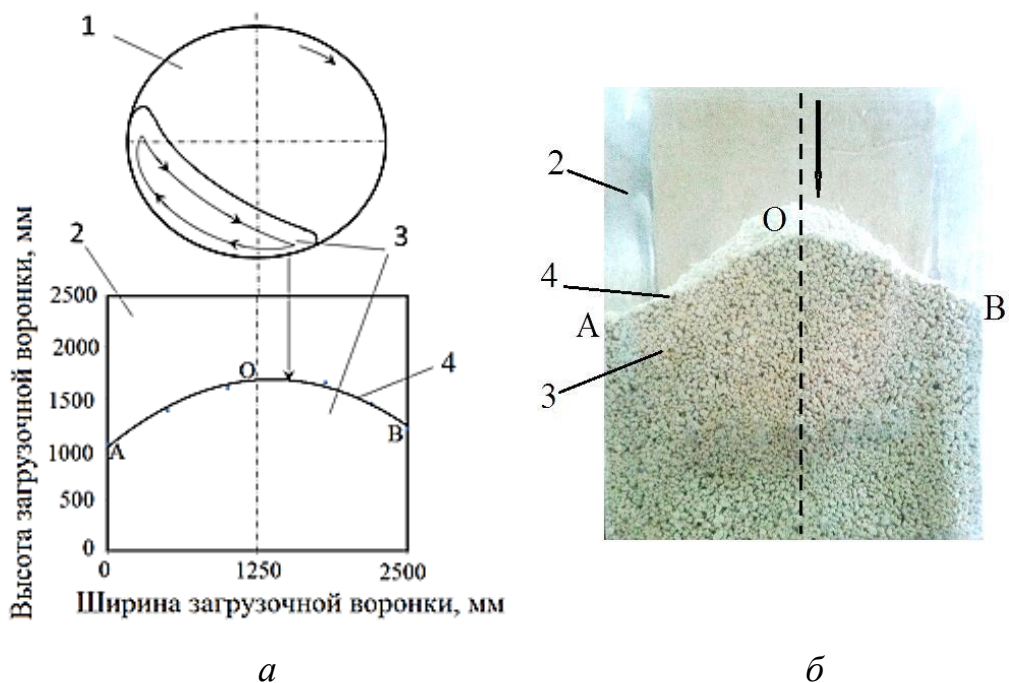 1
2
3
Высота загрузочной воронки, мм
2500
2000
1500
1000
500
0
О
4
А
В
0 1250 2500
Ширина загрузочной воронки, мм
а
2
О
4
А
В
3
б